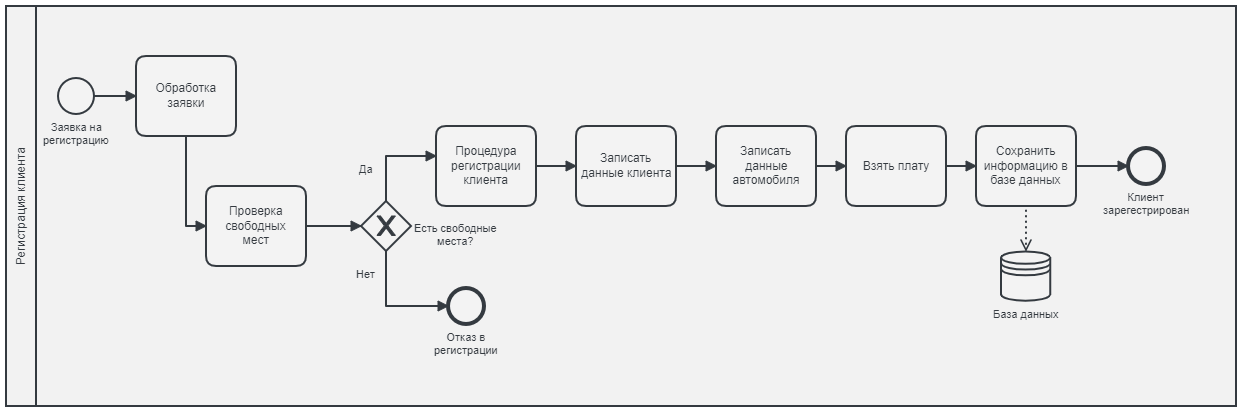 Регистрация клиента
Заявка на
регистрацию
Обработка
заявки
Проверка
свободных
мест
Да
Нет
Есть свободные
места?
Отказ в
регистрации
Процедура
регистрации
клиента
Записать
данные клиента
Записать
данные
автомобиля
Взять плату
Сохранить
информацию в
базе данных
База данных
Клиент
зарегестрирован